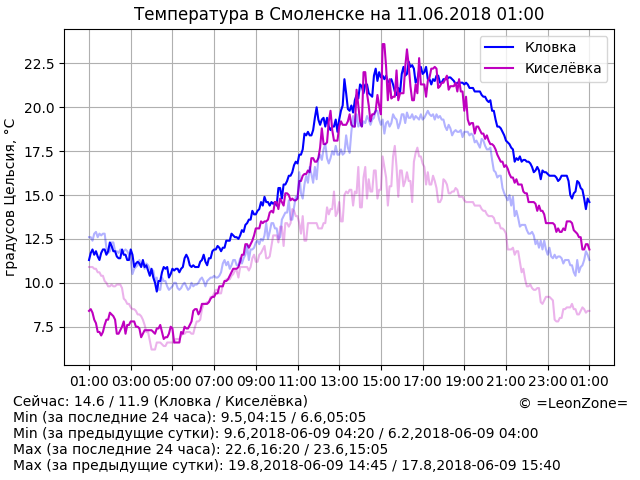 Температура в Смоленске на 11.06.2018 01:00
градусов Цельсия, °C
22.5
20.0
17.5
15.0
12.5
10.0
7.5
Кловка
Киселёвка
01:00 03:00 05:00 07:00 09:00 11:00 13:00 15:00 17:00 19:00 21:00 23:00 01:00
Сейчас: 14.6 / 11.9 (Кловка / Киселёвка)
© =LeonZone=
Min (за последние 24 часа): 9.5,04:15 / 6.6,05:05
Min (за предыдущие сутки): 9.6,2018-06-09 04:20 / 6.2,2018-06-09 04:00
Max (за последние 24 часа): 22.6,16:20 / 23.6,15:05
Max (за предыдущие сутки): 19.8,2018-06-09 14:45 / 17.8,2018-06-09 15:40